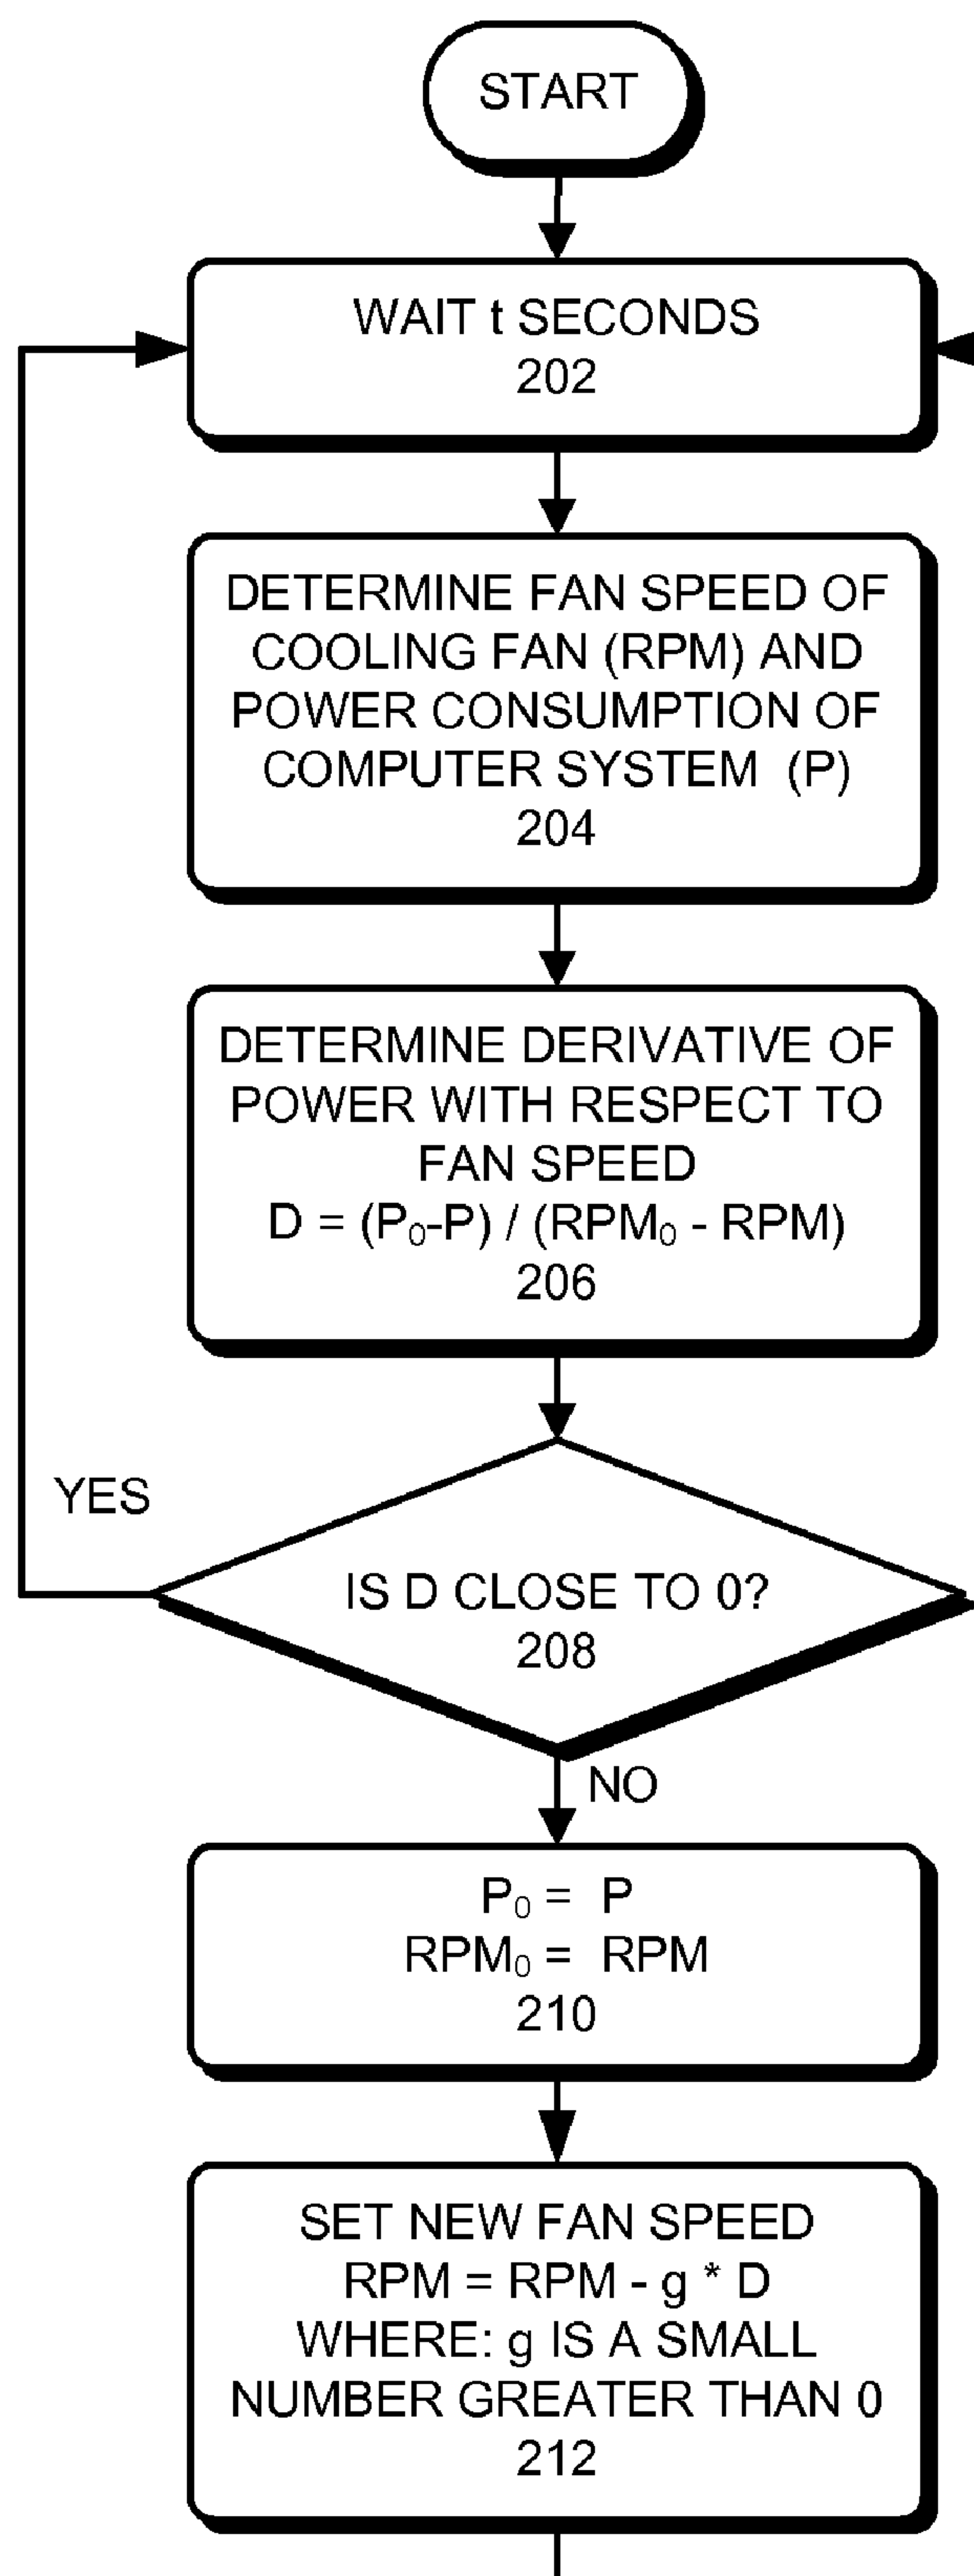 START
WAIT t SECONDS
202
DETERMINE FAN SPEED OF
COOLING FAN (RPM) AND
POWER CONSUMPTION OF
COMPUTER SYSTEM (P)
204
DETERMINE DERIVATIVE OF
POWER WITH RESPECT TO
FAN SPEED
D = (P₀-P) / (RPM₀ - RPM)
206
YES
IS D CLOSE TO 0?
208
NO
P₀ = P
RPM₀ = RPM
210
SET NEW FAN SPEED
RPM = RPM - g * D
WHERE: g IS A SMALL
NUMBER GREATER THAN 0
212